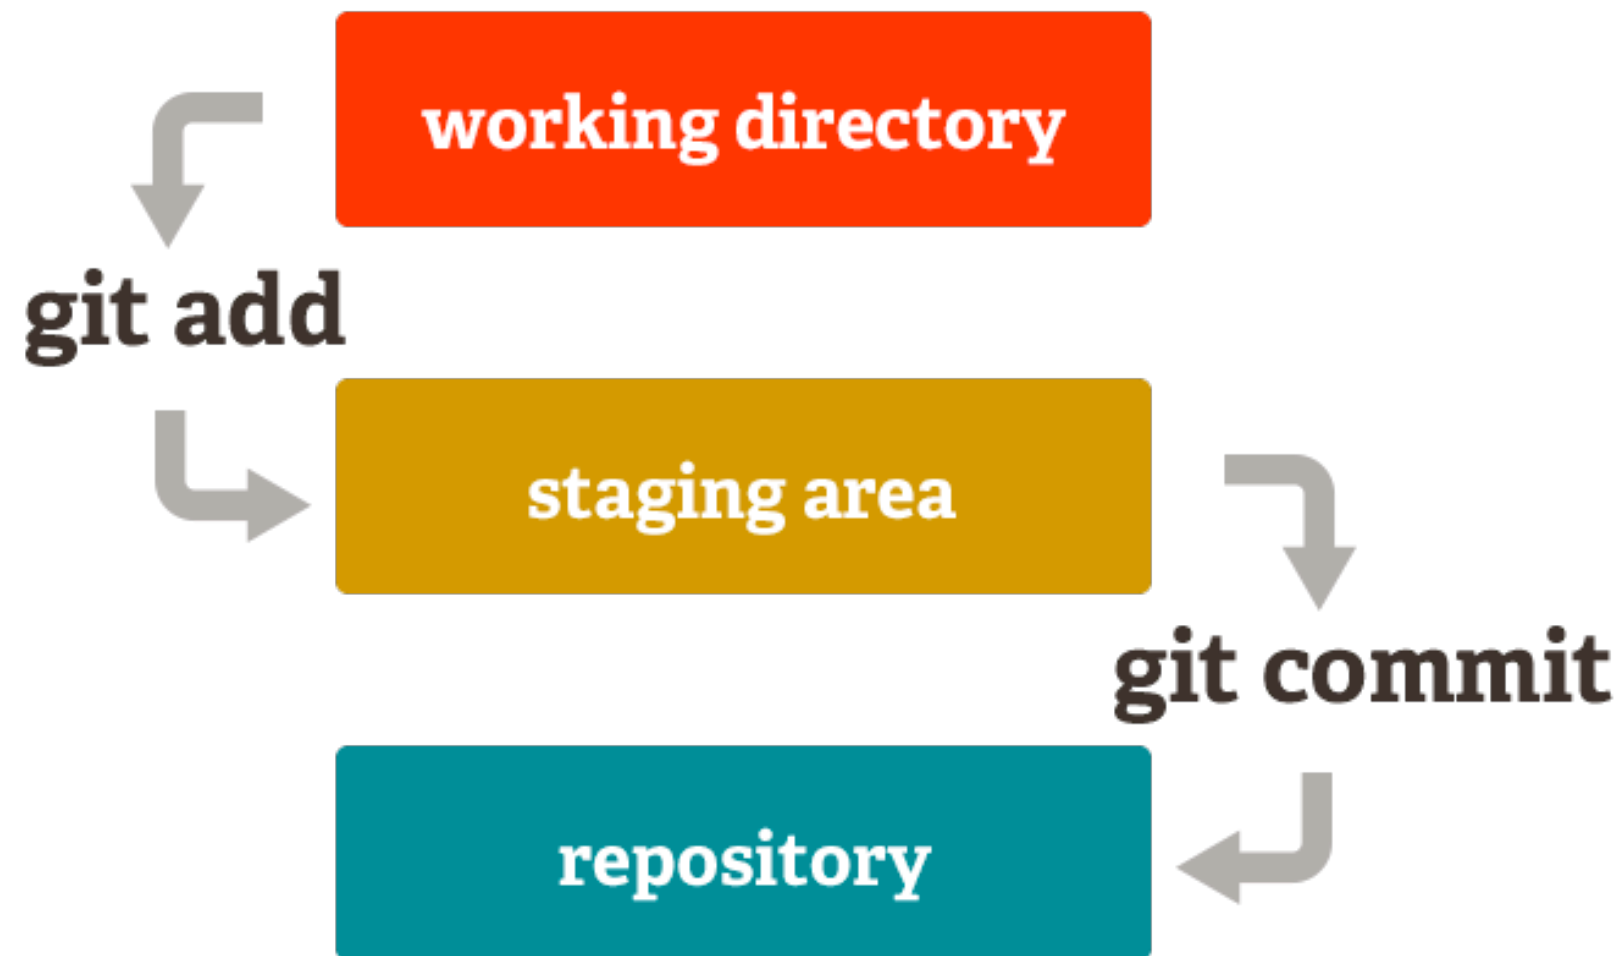 working directory
git add
staging area
git commit
repository